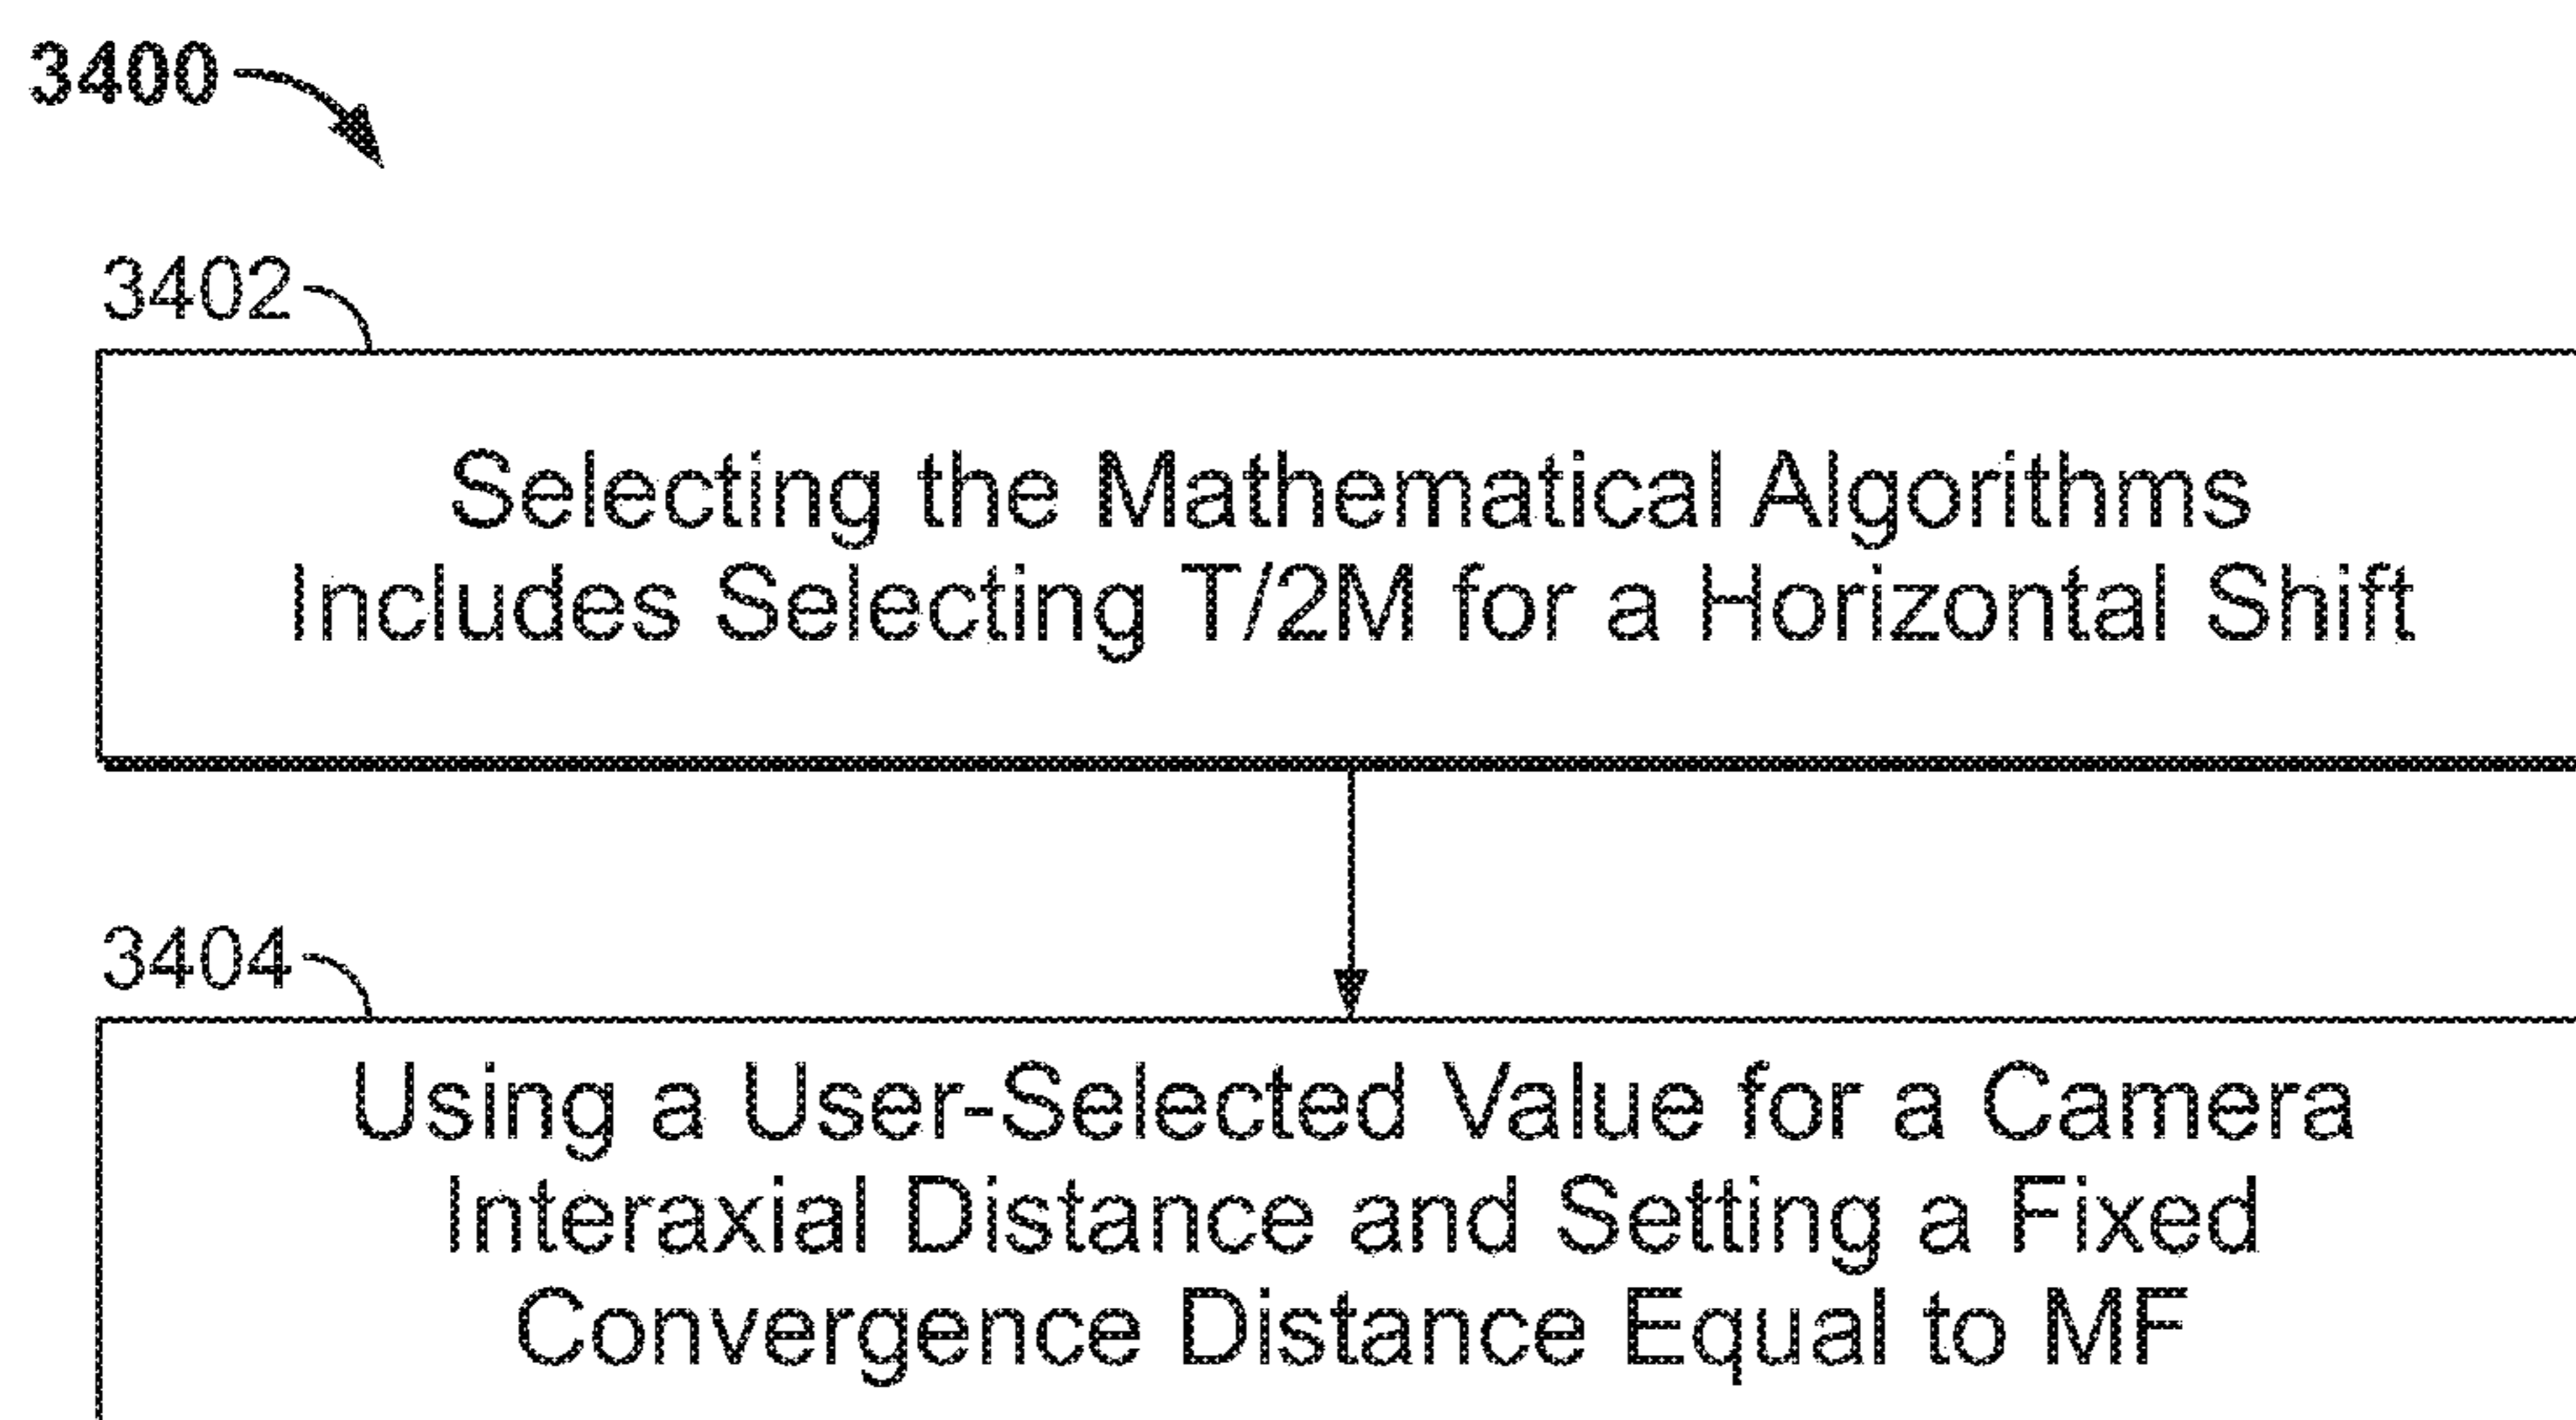 3400
3402
Selecting the Mathematical Algorithms
Includes Selecting T/2M for a Horizontal Shift
3404
Using a User-Selected Value for a Camera
Interaxial Distance and Setting a Fixed
Convergence Distance Equal to MF